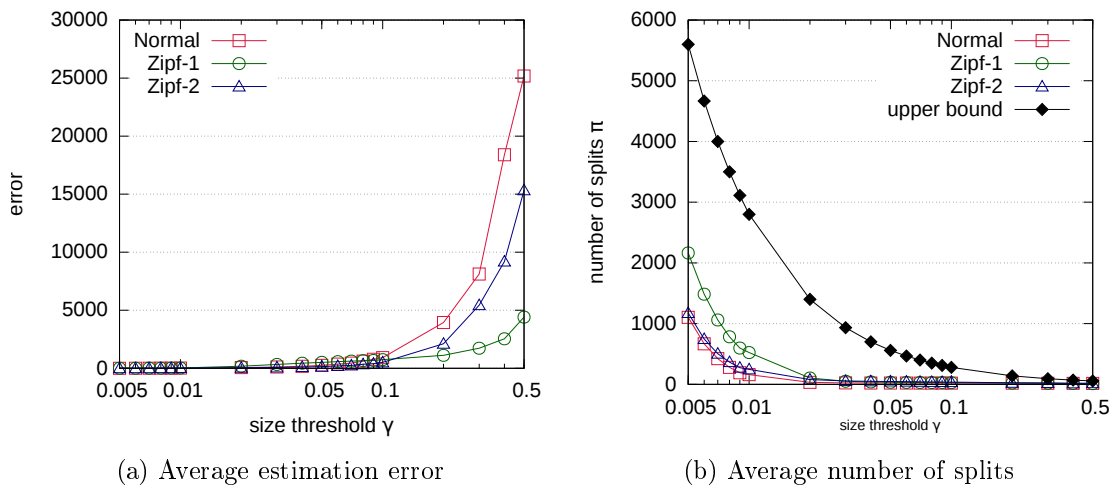 30000
25000
20000
15000
10000
5000
0
error
Normal
Zipf-1
Zipf-2
0.005 0.01 0.05 0.1 0.5
size threshold γ
(a) Average estimation error
6000
5000
4000
3000
2000
1000
0
number of splits π
Normal
Zipf-1
Zipf-2
upper bound
0.005 0.01 0.05 0.1 0.5
size threshold γ
(b) Average number of splits